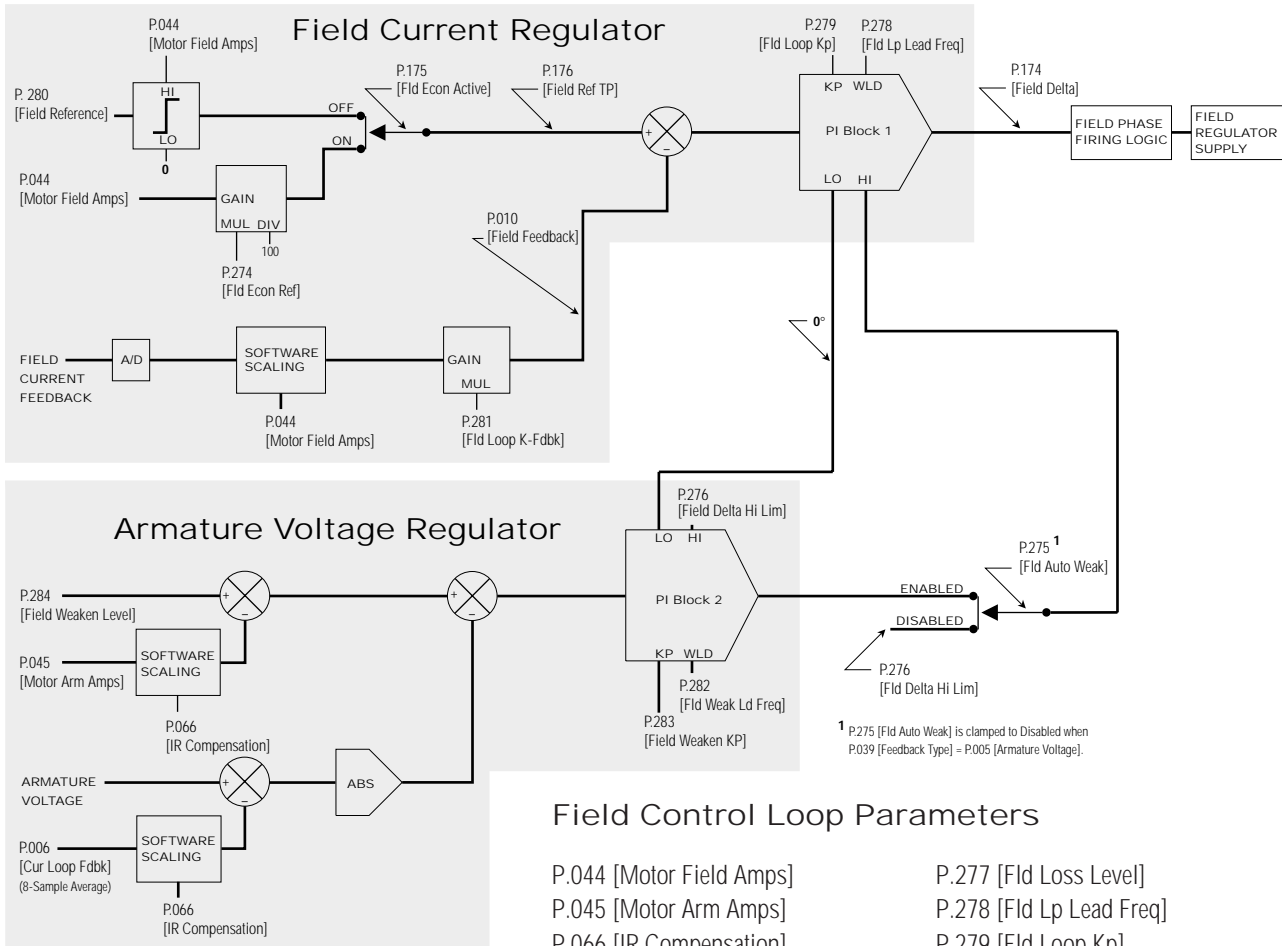 Field Current Regulator
P.044
[Motor Field Amps]
HI
LO
0
P. 280
[Field Reference]
P.044
[Motor Field Amps]
GAIN
MUL DIV
100
P.274
[Fld Econ Ref]
OFF
ON
P.175
[Fld Econ Active]
P.176
[Field Ref TP]
+
–
P.279
[Fld Loop Kp]
P.278
[Fld Lp Lead Freq]
KP WLD
PI Block 1
LO HI
P.174
[Field Delta]
FIELD PHASE
FIRING LOGIC
FIELD
REGULATOR
SUPPLY
P.010
[Field Feedback]
FIELD
CURRENT
FEEDBACK
A/D
SOFTWARE
SCALING
P.044
[Motor Field Amps]
GAIN
MUL
P.281
[Fld Loop K-Fdbk]
0°
Armature Voltage Regulator
P.284
[Field Weaken Level]
+
–
P.045
[Motor Arm Amps]
SOFTWARE
SCALING
P.066
[IR Compensation]
ARMATURE
VOLTAGE
+
–
ABS
P.006
[Cur Loop Fdbk]
(8-Sample Average)
SOFTWARE
SCALING
P.066
[IR Compensation]
+
–
P.276
[Field Delta Hi Lim]
LO HI
PI Block 2
KP WLD
P.282
[Fld Weak Ld Freq]
P.283
[Field Weaken KP]
ENABLED
DISABLED
P.275 1
[Fld Auto Weak]
P.276
[Fld Delta Hi Lim]
1 P.275 [Fld Auto Weak] is clamped to Disabled when
P.039 [Feedback Type] = P.005 [Armature Voltage].
Field Control Loop Parameters
P.044 [Motor Field Amps]
P.045 [Motor Arm Amps]
P.066 [IR Compensation]
P.277 [Fld Loss Level]
P.278 [Fld Lp Lead Freq]
P.279 [Fld Loop Kp]